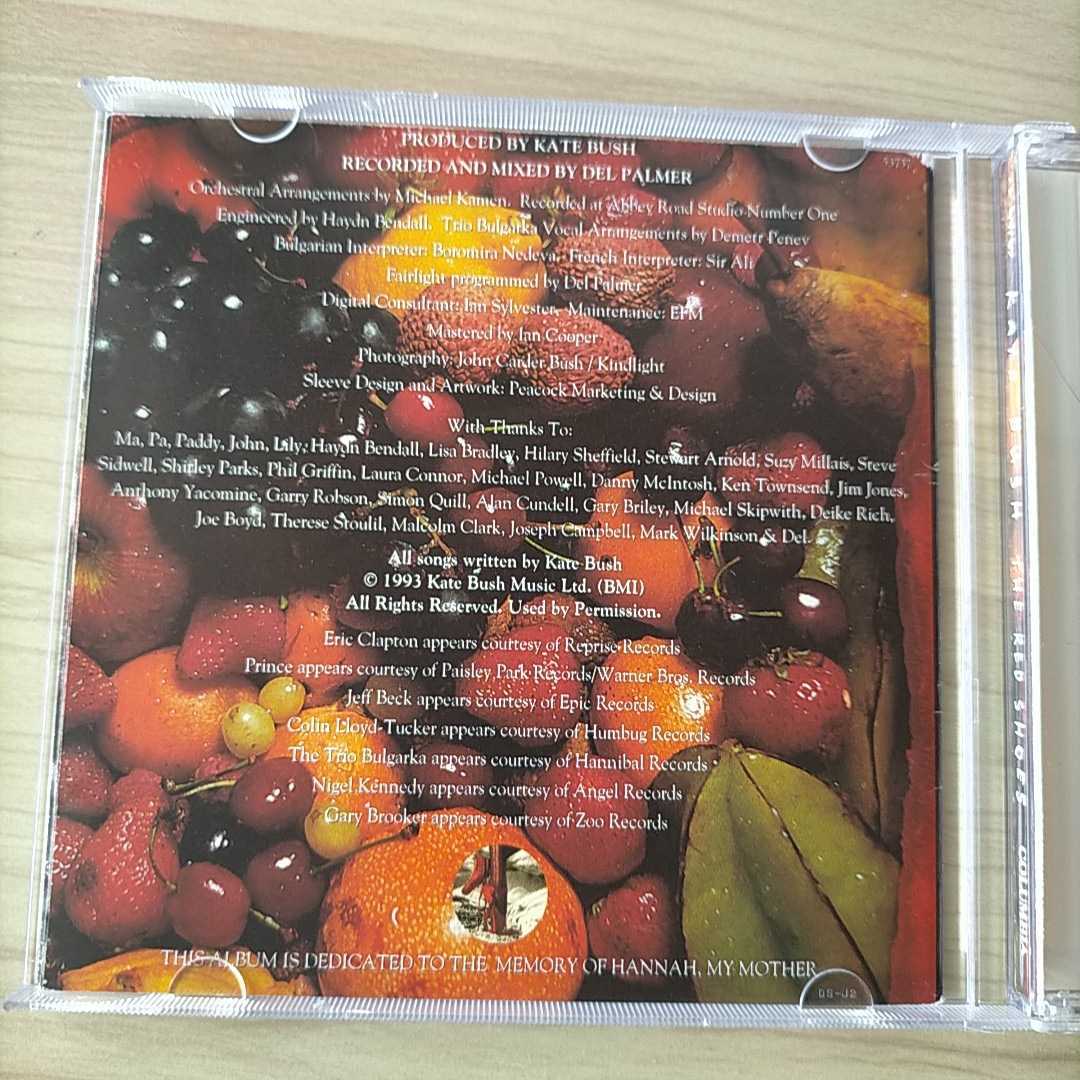 PRODUCED BY KATE BUSH
53737
RECORDED AND MIXED BY DEL PALMER
Orchestral Arrangements by Michael Kamen. Recorded at Abbey Road Studio Number One
Engineered by Haydn Bendall. Trio Bulgarka Vocal Arrangements by Demetr Penev
Bulgarian Interpreter: Boromira Nedeva. French Interpreter: Sir Ali
Fairlight programmed by Del Palmer
Digital Consultant: Ian Sylvester. Maintenance: EFM
Mastered by Ian Cooper
Photography: John Carder Bush / Kindlight
Sleeve Design and Artwork: Peacock Marketing & Design
With Thanks To:
Ma, Pa, Paddy, John, Lily, Haydn Bendall, Lisa Bradley, Hilary Sheffield, Stewart Arnold, Suzy Millais, Steve
Sidwell, Shirley Parks, Phil Griffin, Laura Connor, Michael Powell, Danny McIntosh, Ken Townsend, Jim Jones,
Anthony Yacomine, Garry Robson, Simon Quill, Alan Cundell, Gary Briley, Michael Skipwith, Deike Rich,
Joe Boyd, Therese Stoulil, Malcolm Clark, Joseph Campbell, Mark Wilkinson & Del.
All songs written by Kate Bush
© 1993 Kate Bush Music Ltd. (BMI)
All Rights Reserved. Used by Permission.
Eric Clapton appears courtesy of Reprise Records
Prince appears courtesy of Paisley Park Records/Warner Bros. Records
Jeff Beck appears courtesy of Epic Records
Colin Lloyd-Tucker appears courtesy of Humbug Records
The Trio Bulgarka appears courtesy of Hannibal Records
Nigel Kennedy appears courtesy of Angel Records
Gary Brooker appears courtesy of Zoo Records
THIS ALBUM IS DEDICATED TO THE MEMORY OF HANNAH, MY MOTHER
DS-J2
KATE BUSH THE RED SHOES COLUMBIA